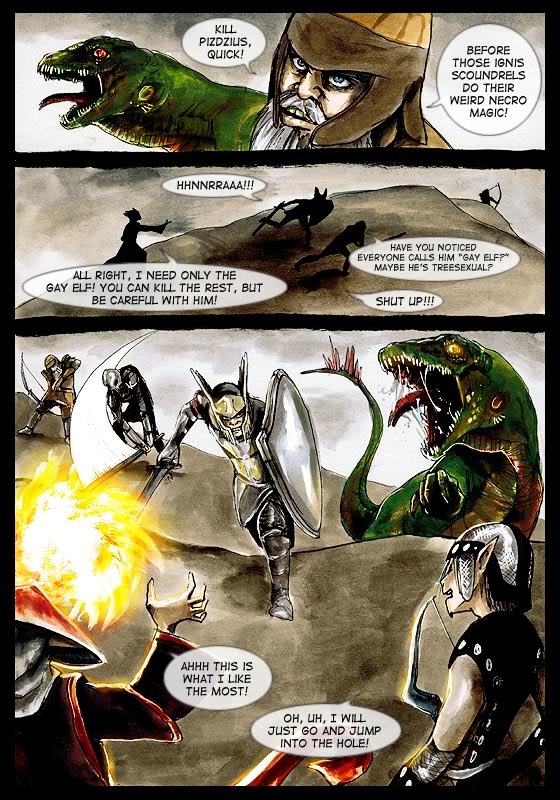 KILL
PIZDZIUS,
QUICK!
BEFORE
THOSE IGNIS
SCOUNDRELS
DO THEIR
WEIRD NECRO
MAGIC!
HHNNRRAAA!!!
ALL RIGHT, I NEED ONLY THE
GAY ELF! YOU CAN KILL THE REST, BUT
BE CAREFUL WITH HIM!
HAVE YOU NOTICED
EVERYONE CALLS HIM "GAY ELF?"
MAYBE HE'S TREESEXUAL?
SHUT UP!!!
AHHH THIS IS
WHAT I LIKE
THE MOST!
OH, UH, I WILL
JUST GO AND JUMP
INTO THE HOLE!